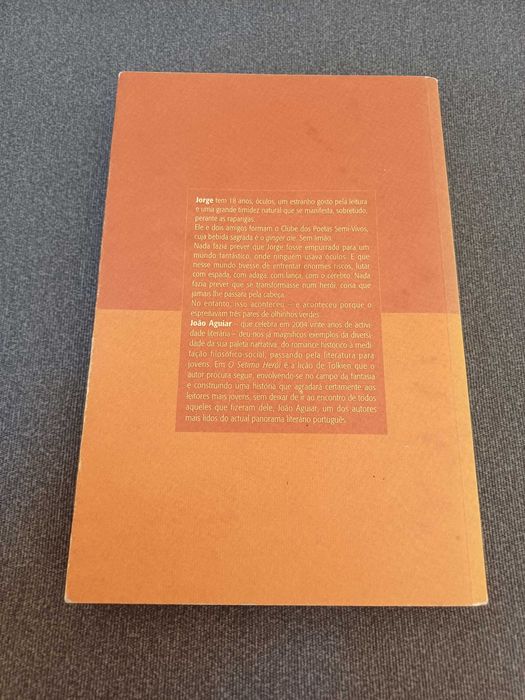 Jorge tem 18 anos, óculos, um estranho gosto pela leitura
e uma grande timidez natural que se manifesta, sobretudo,
perante as raparigas.
Ele e dois amigos formam o Clube dos Poetas Semi-Vivos,
cuja bebida sagrada é o ginger ale. Sem limão.
Nada fazia prever que Jorge fosse empurrado para um
mundo fantástico, onde ninguém usava óculos. E que
nesse mundo tivesse de enfrentar enormes riscos, lutar
com espada, com adaga, com lança, com o cérebro. Nada
fazia prever que se transformasse num herói, coisa que
jamais lhe passara pela cabeça.
No entanto, isso aconteceu – e aconteceu porque o
espreitavam três pares de olhinhos verdes.
João Aguiar – que celebra em 2004 vinte anos de activi-
dade literária – deu-nos já magníficos exemplos da diversi-
dade da sua paleta narrativa: do romance histórico à medi-
tação filosófico-social, passando pela literatura para
jovens. Em O Sétimo Herói é a lição de Tolkien que o
autor procura seguir, envolvendo-se no campo da fantasia
e construindo uma história que agradará certamente aos
leitores mais jovens, sem deixar de ir ao encontro de todos
aqueles que fizeram dele, João Aguiar, um dos autores
mais lidos do actual panorama literário português.